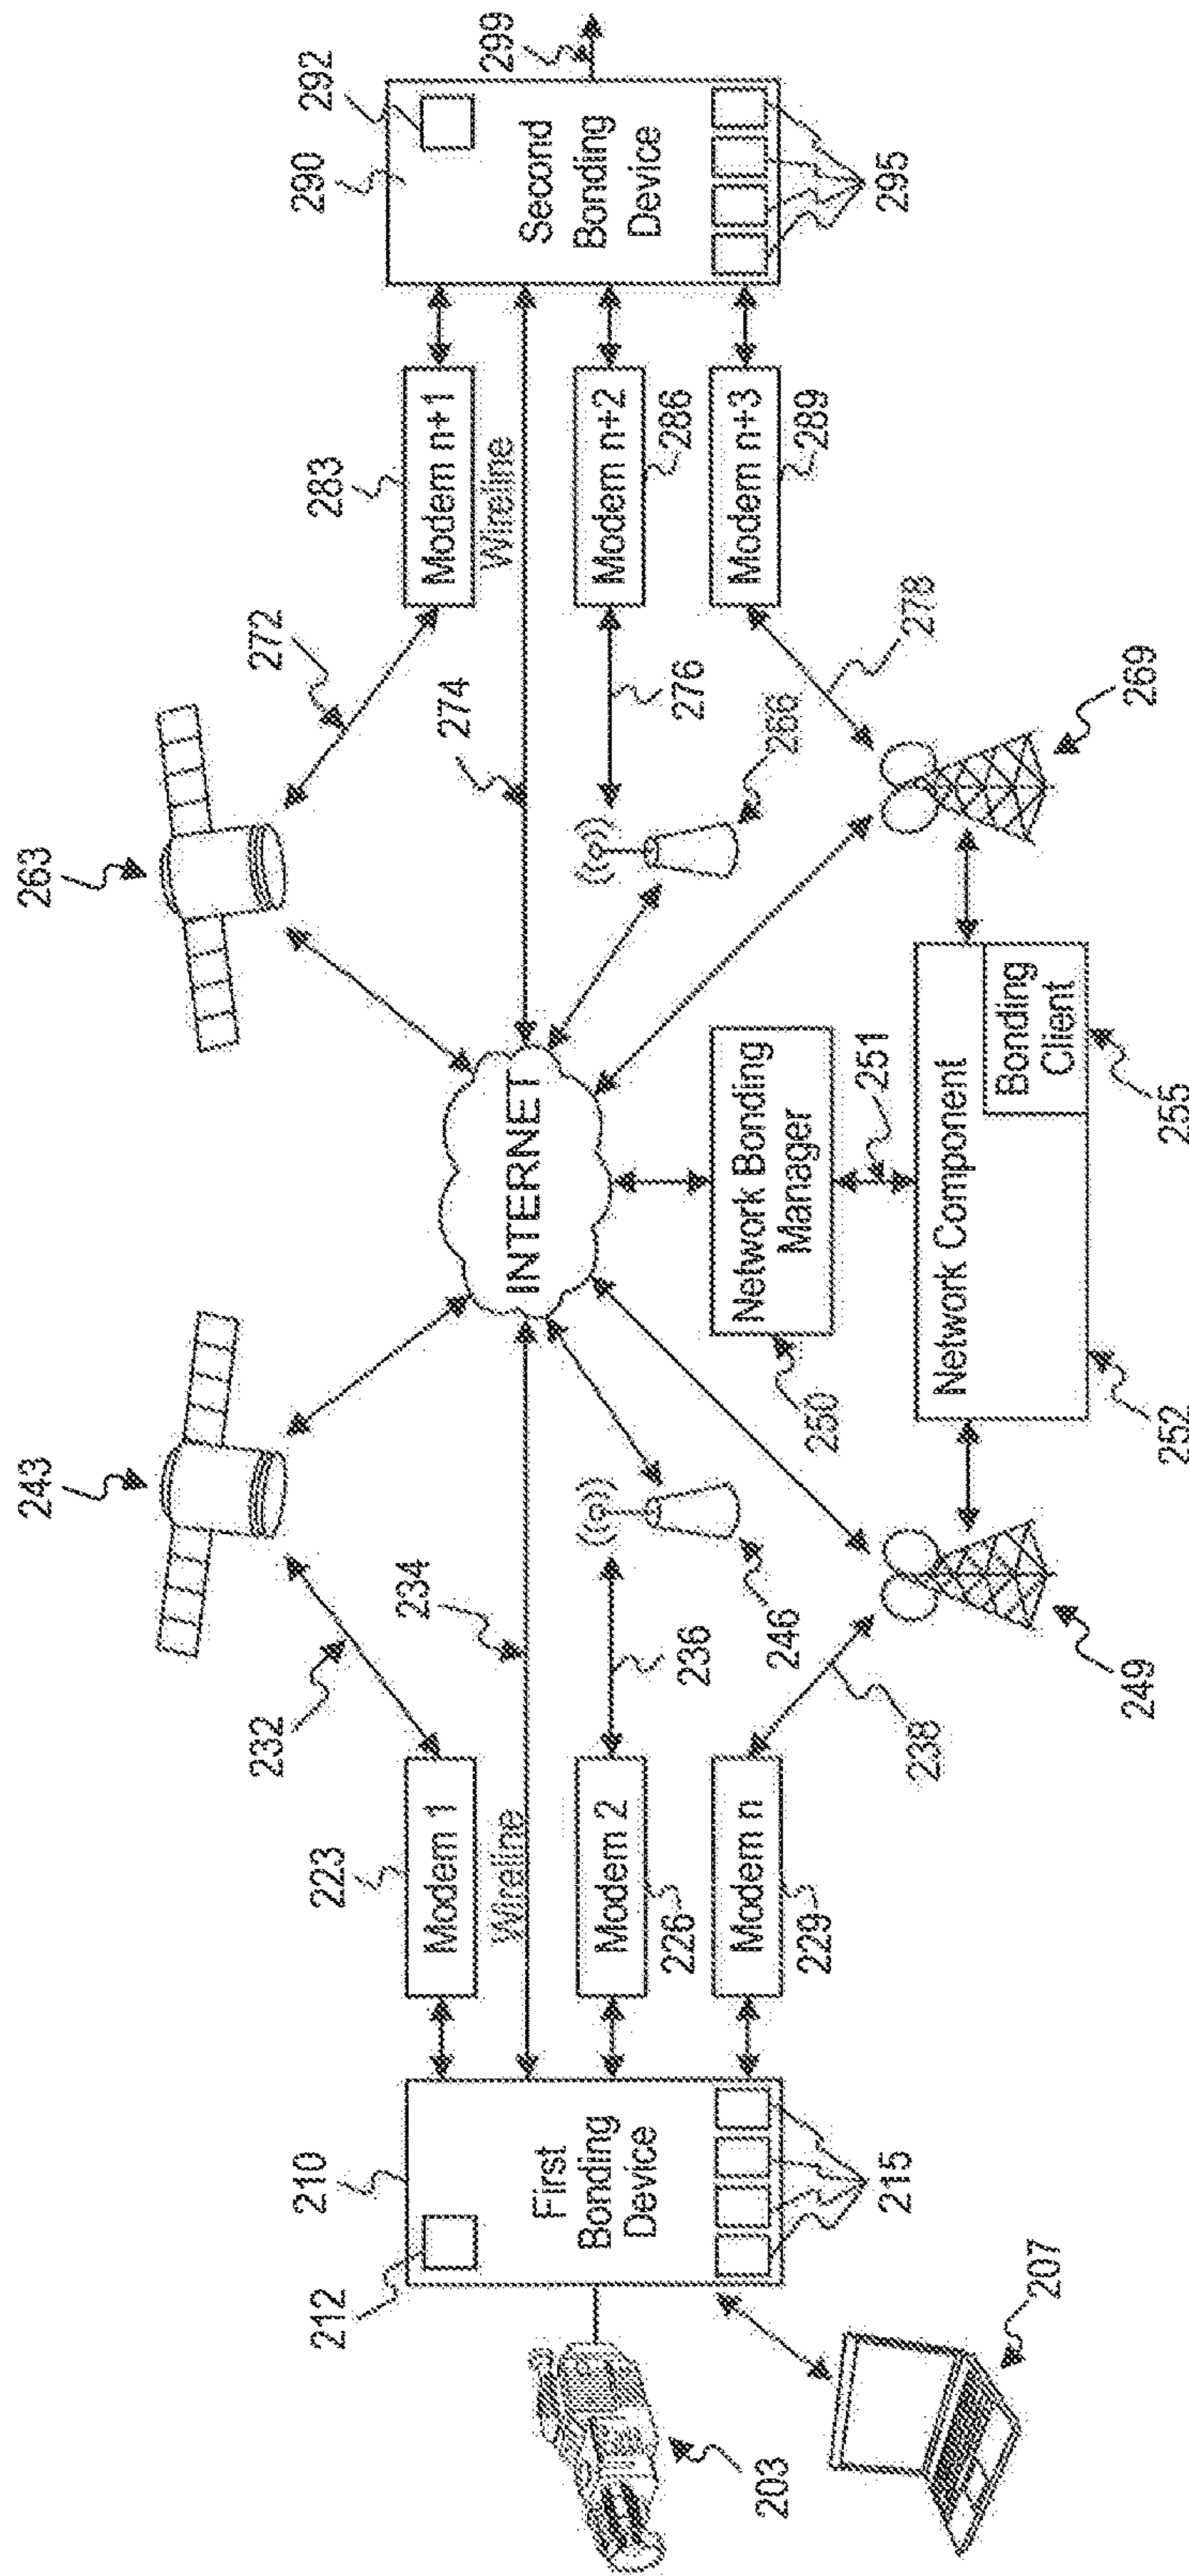 243
263
232
272
210
212
223
283
290
292
299
Modem 1
Modem n+1
234
274
Wireline
Wireline
INTERNET
First
Bonding
Device
Second
Bonding
Device
Modem 2
Modem n+2
226
236
276
286
246
266
203
Modem n
Modem n+3
229
289
215
295
Network Bonding
Manager
250
251
238
278
207
249
269
Network Component
Bonding
Client
252
255